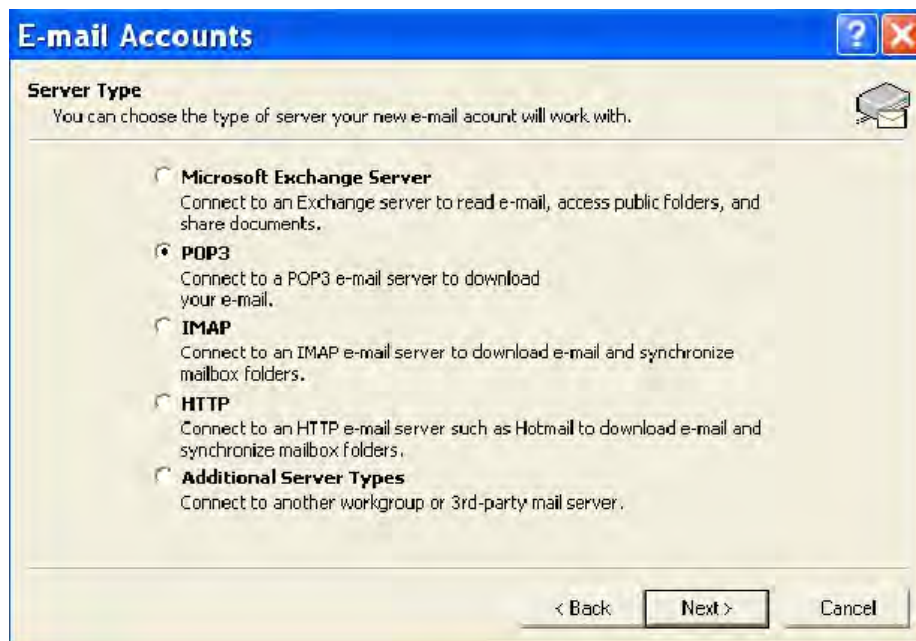 E-mail Accounts
Server Type
You can choose the type of server your new e-mail acount will work with.
Microsoft Exchange Server
Connect to an Exchange server to read e-mail, access public folders, and
share documents.
POP3
Connect to a POP3 e-mail server to download
your e-mail.
IMAP
Connect to an IMAP e-mail server to download e-mail and synchronize
mailbox folders.
HTTP
Connect to an HTTP e-mail server such as Hotmail to download e-mail and
synchronize mailbox folders.
Additional Server Types
Connect to another workgroup or 3rd-party mail server.
< Back Next > Cancel